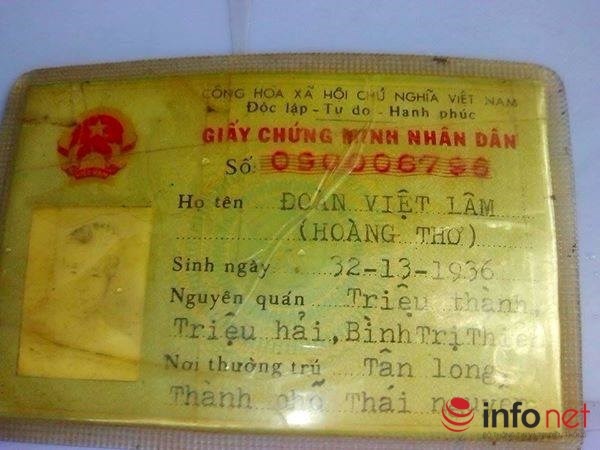 CỘNG HÒA XÃ HỘI CHỦ NGHĨA VIỆT NAM
Độc lập - Tự do - Hạnh phúc
GIẤY CHỨNG MINH NHÂN DÂN
Số: 090006796
Họ tên ĐOÀN VIỆT LÂM
(HOÀNG THƠ)
Sinh ngày 32-13-1936
Nguyên quán Triệu thành,
Triệu hải, Bình Trị Thiên
Nơi thường trú Tân long,
Thành phố Thái nguyên
infonet